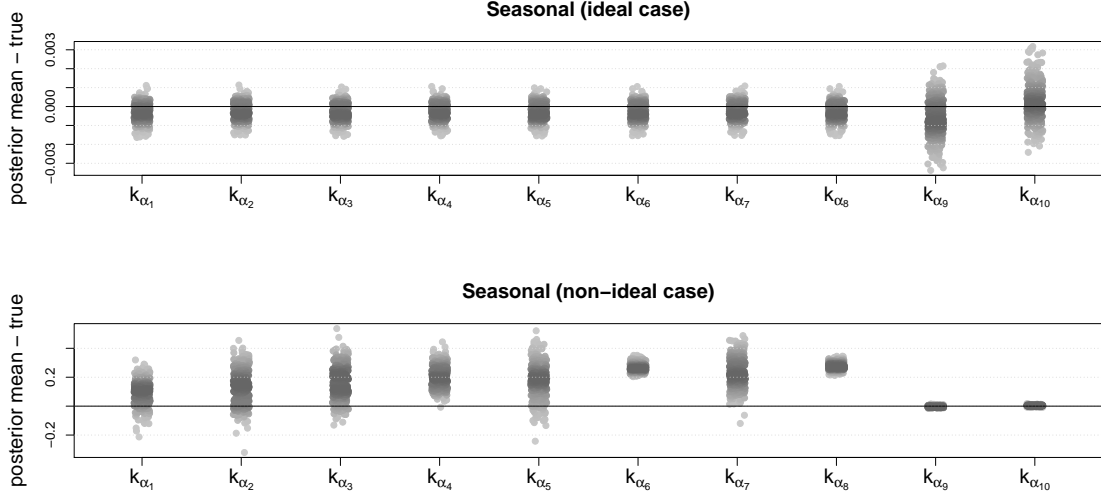 Seasonal (ideal case)
posterior mean − true
0.003
0.000
−0.003
kα1 kα2 kα3 kα4 kα5 kα6 kα7 kα8 kα9 kα10
Seasonal (non−ideal case)
posterior mean − true
0.2
−0.2
kα1 kα2 kα3 kα4 kα5 kα6 kα7 kα8 kα9 kα10